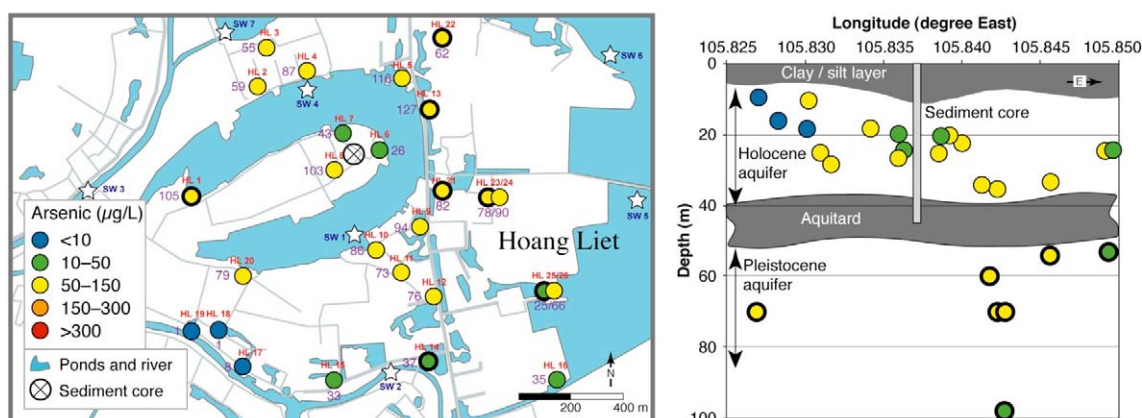 SW 7
HL 3
55
HL 4
87
HL 2
59
SW 4
HL 5
116
HL 22
62
SW 6
HL 13
127
HL 7
43
HL 6
26
HL 8
103
SW 3
HL 1
105
HL 21
82
HL 23/24
78/90
SW 5
HL 9
94
SW 1
HL 10
86
HL 11
73
HL 12
76
Hoang Liet
HL 20
79
HL 25/26
25/66
HL 19
1
HL 18
1
HL 17
8
HL 15
33
HL 14
37
SW 2
HL 16
35
N
200 400 m
Arsenic (µg/L)
<10
10–50
50–150
150–300
>300
Ponds and river
Sediment core
Longitude (degree East)
105.825 105.830 105.837 105.840 105.845 105.850
Depth (m)
0
20
40
60
80
100
Clay / silt layer
E
Sediment core
Holocene
aquifer
Aquitard
Pleistocene
aquifer